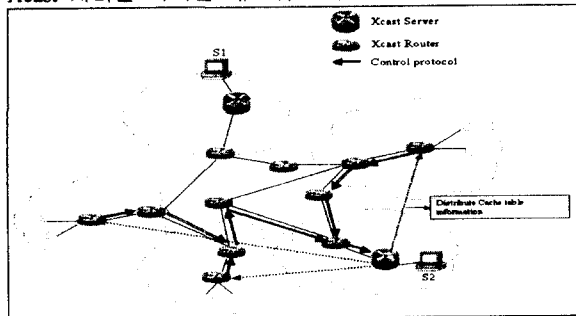 Xcast Server
S1
Xcast Router
Control protocol
Distribute Cache table
information
S2